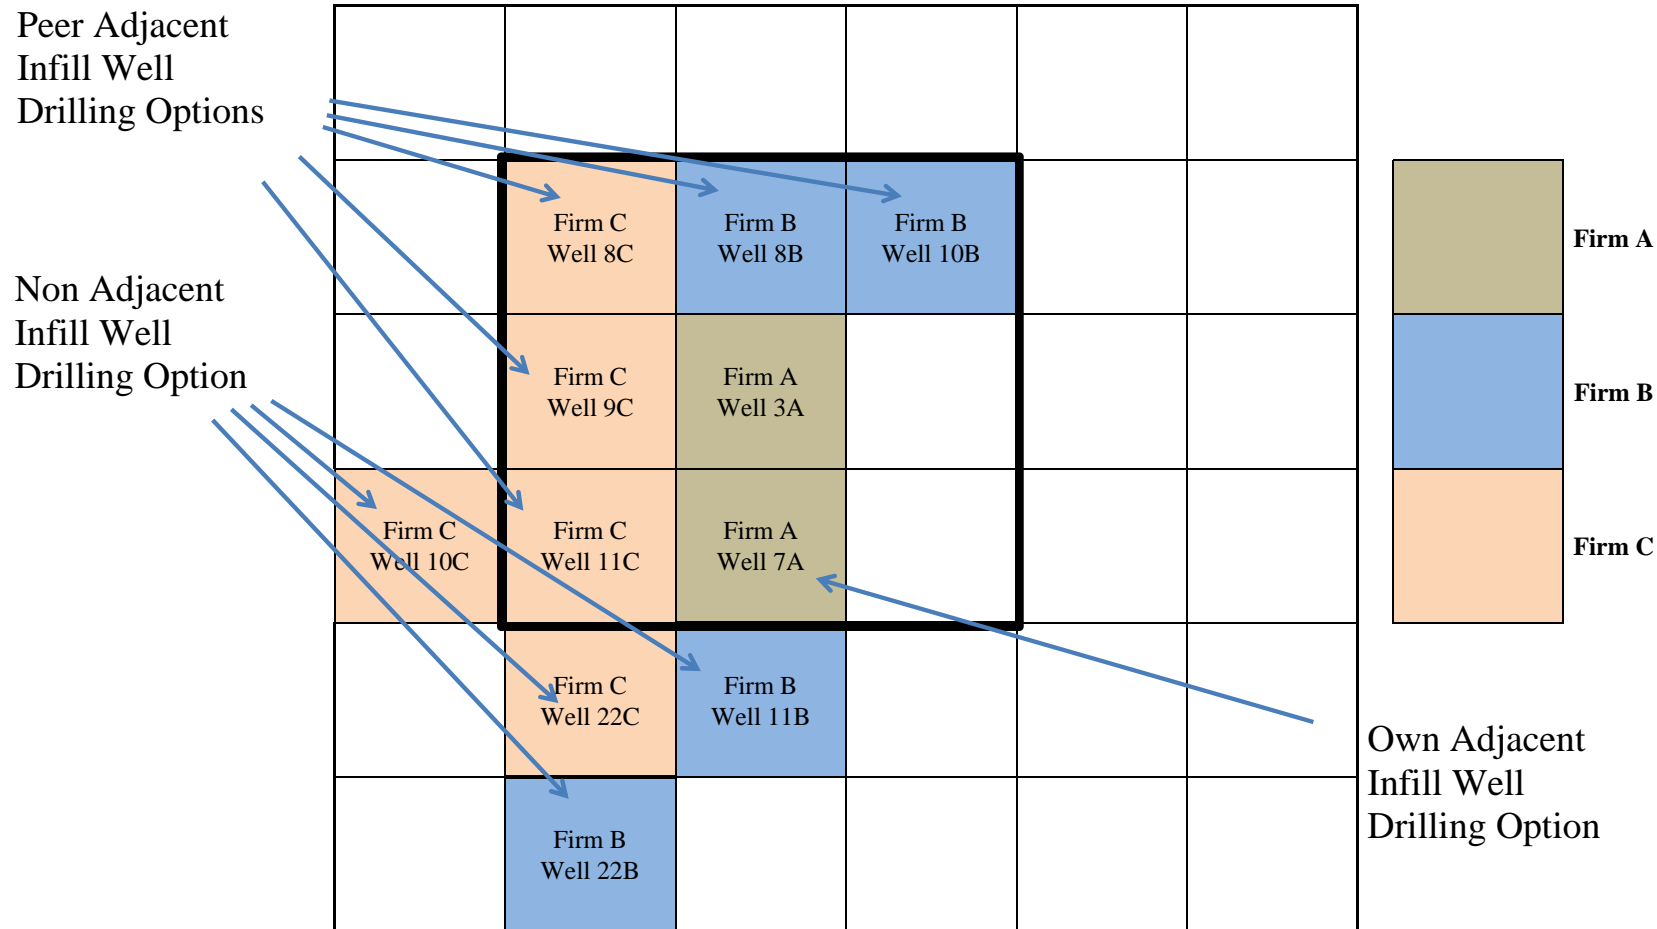 Peer Adjacent
Infill Well
Drilling Options
Non Adjacent
Infill Well
Drilling Option
Firm C
Well 8C
Firm B
Well 8B
Firm B
Well 10B
Firm C
Well 9C
Firm A
Well 3A
Firm C
Well 10C
Firm C
Well 11C
Firm A
Well 7A
Firm C
Well 22C
Firm B
Well 11B
Firm B
Well 22B
Firm A
Firm B
Firm C
Own Adjacent
Infill Well
Drilling Option